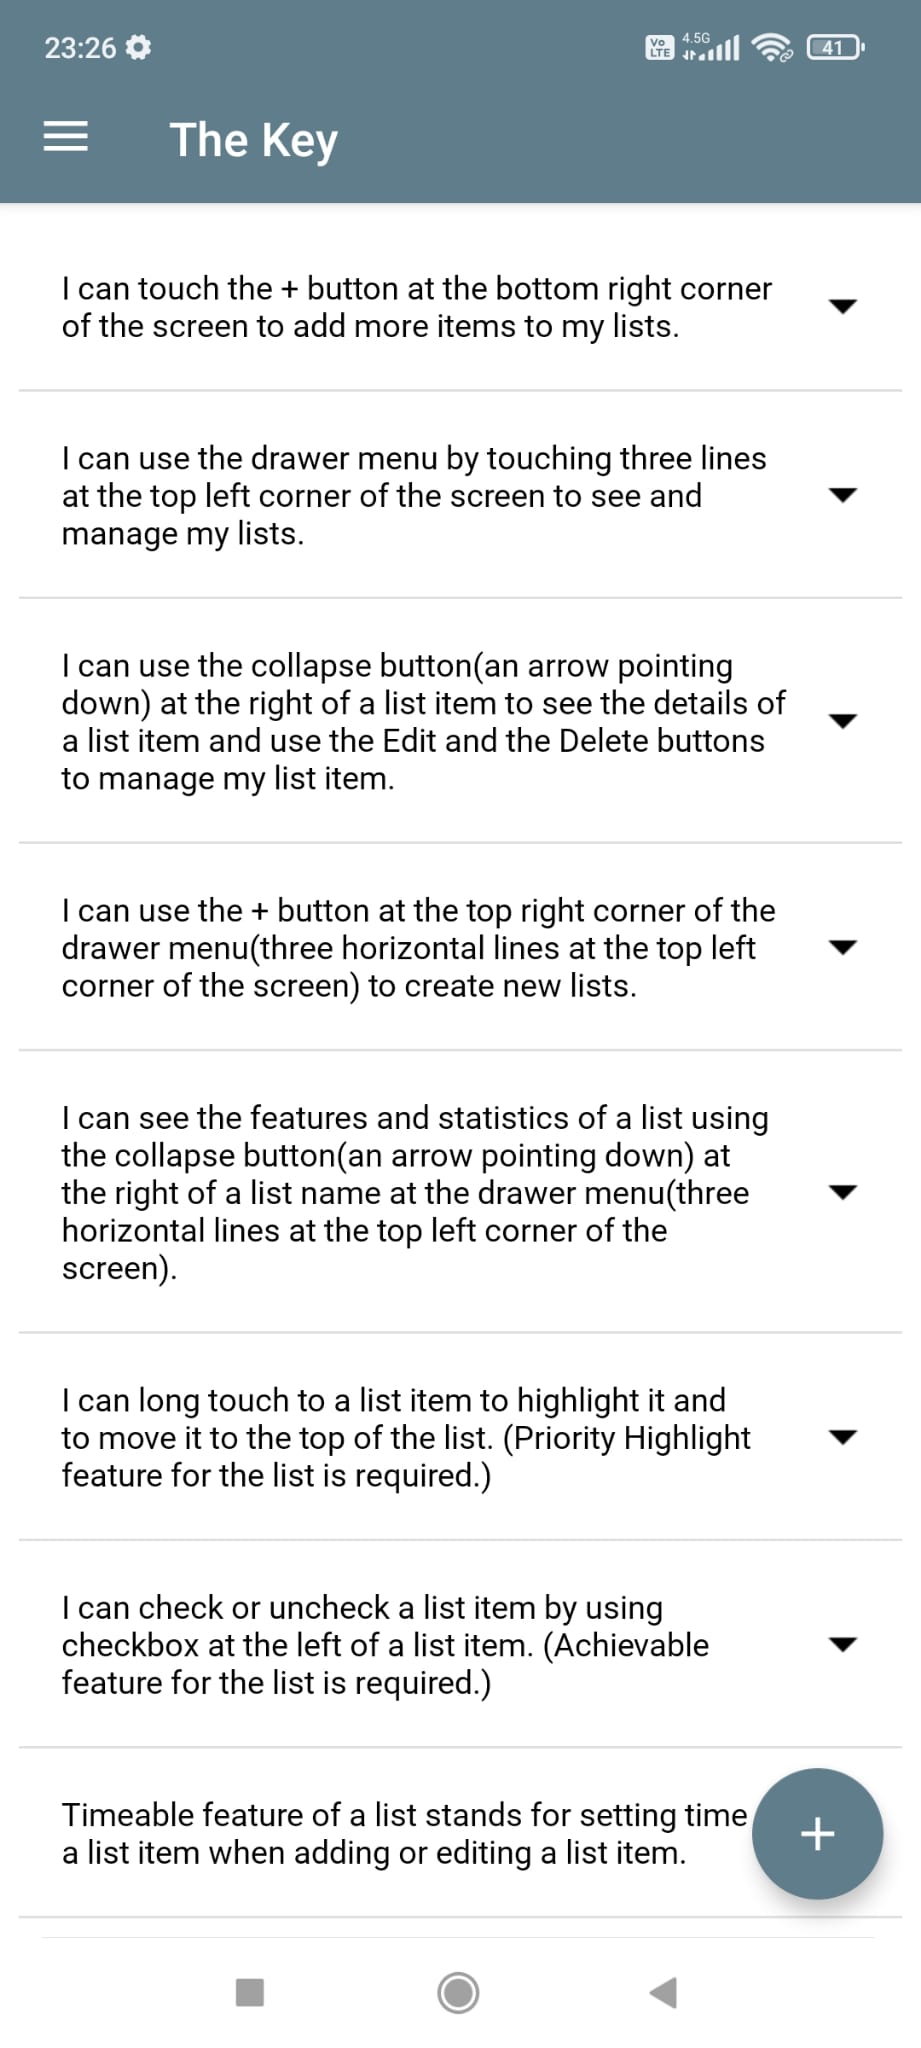 23:26
Vo LTE 4.5G 41
The Key
I can touch the + button at the bottom right corner
of the screen to add more items to my lists.
I can use the drawer menu by touching three lines
at the top left corner of the screen to see and
manage my lists.
I can use the collapse button(an arrow pointing
down) at the right of a list item to see the details of
a list item and use the Edit and the Delete buttons
to manage my list item.
I can use the + button at the top right corner of the
drawer menu(three horizontal lines at the top left
corner of the screen) to create new lists.
I can see the features and statistics of a list using
the collapse button(an arrow pointing down) at
the right of a list name at the drawer menu(three
horizontal lines at the top left corner of the
screen).
I can long touch to a list item to highlight it and
to move it to the top of the list. (Priority Highlight
feature for the list is required.)
I can check or uncheck a list item by using
checkbox at the left of a list item. (Achievable
feature for the list is required.)
Timeable feature of a list stands for setting time
a list item when adding or editing a list item.
+